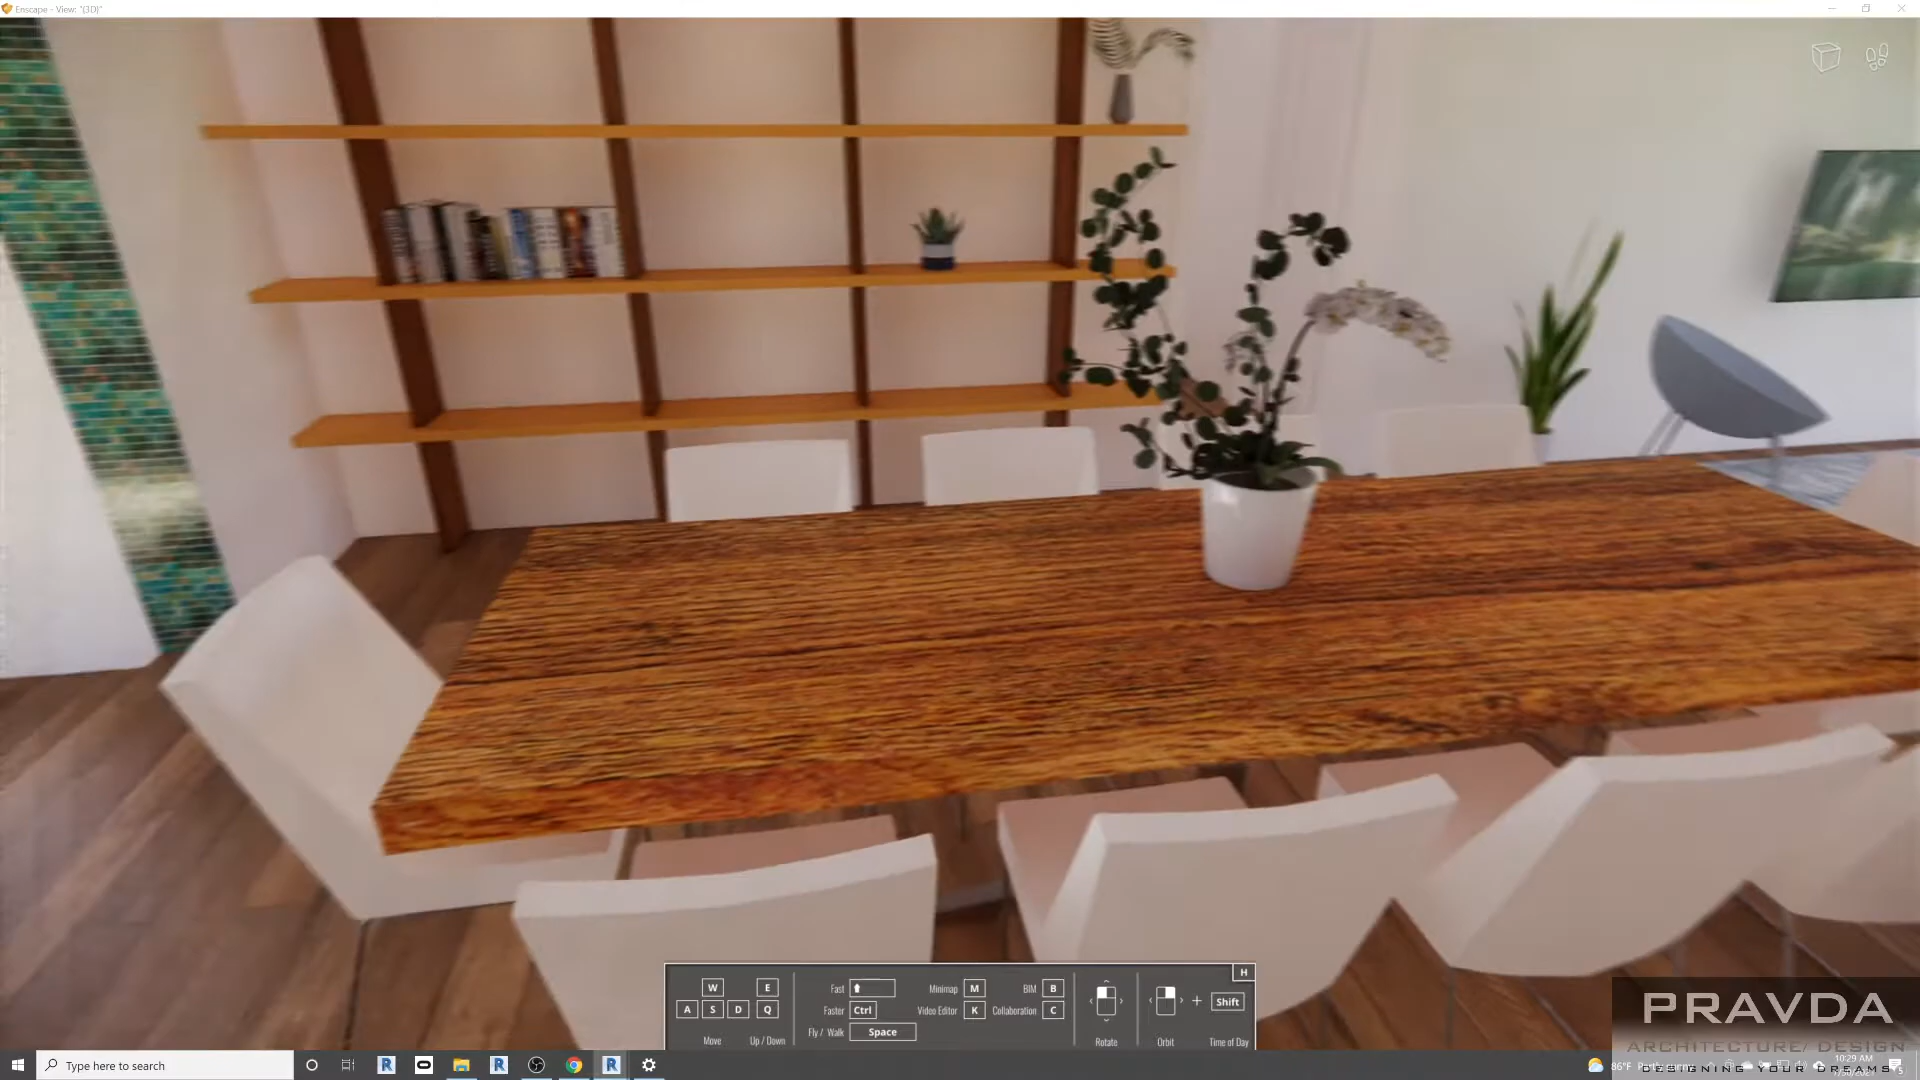 Enscape - View: "{3D}"
H
W E Fast Minimap M BIM B
A S D Q Faster Ctrl Video Editor K Collaboration C + Shift
Fly / Walk Space
Move Up / Down Rotate Orbit Time of Day
PRAVDA
ARCHITECTURE/ DESIGN
DESIGNING YOUR DREAMS
Type here to search
86°F
10:29 AM